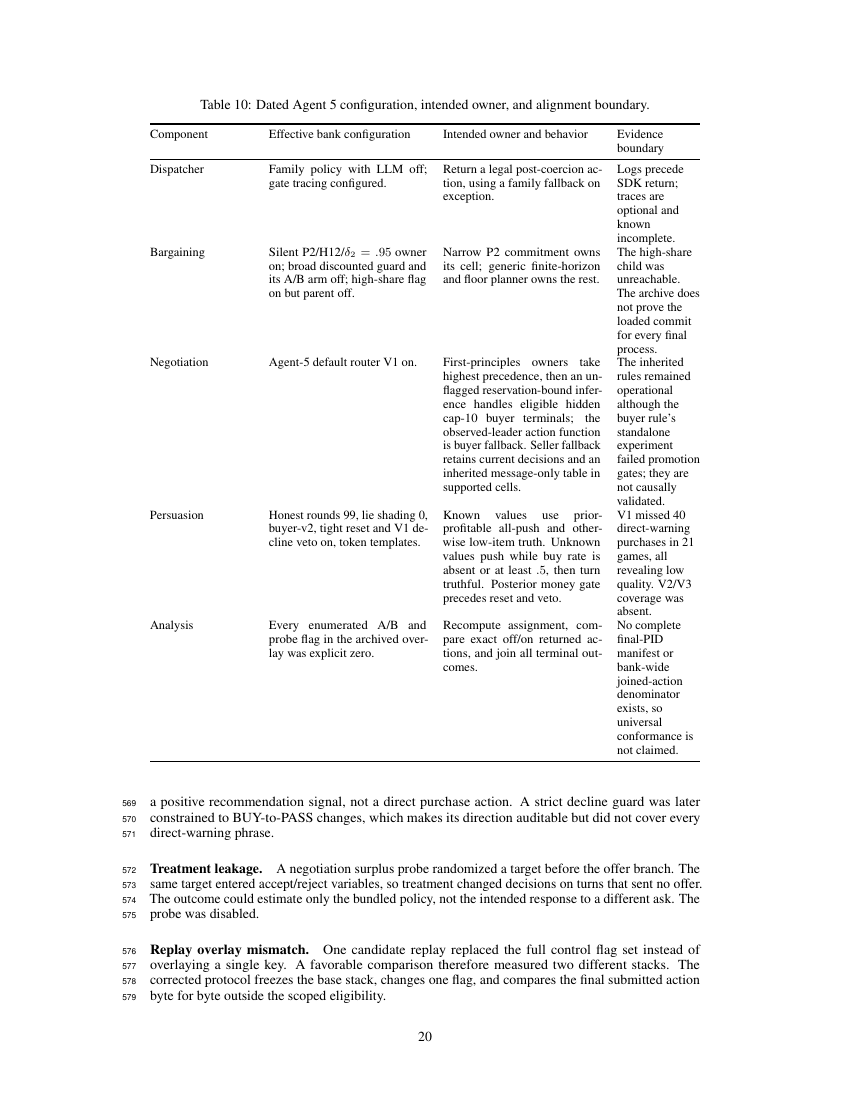 Table 10: Dated Agent 5 configuration, intended owner, and alignment boundary.
Component Effective bank configuration Intended owner and behavior Evidence
boundary
Dispatcher Family policy with LLM off; Return a legal post-coercion ac- Logs precede
gate tracing configured. tion, using a family fallback on SDK return;
exception. traces are
optional and
known
incomplete.
Bargaining Silent P2/H12/δ₂ = .95 owner Narrow P2 commitment owns The high-share
on; broad discounted guard and its cell; generic finite-horizon child was
its A/B arm off; high-share flag and floor planner owns the rest. unreachable.
on but parent off. The archive does
not prove the
loaded commit
for every final
process.
Negotiation Agent-5 default router V1 on. First-principles owners take The inherited
highest precedence, then an un- rules remained
flagged reservation-bound infer- operational
ence handles eligible hidden although the
cap-10 buyer terminals; the buyer rule's
observed-leader action function standalone
is buyer fallback. Seller fallback experiment
retains current decisions and an failed promotion
inherited message-only table in gates; they are
supported cells. not causally
validated.
Persuasion Honest rounds 99, lie shading 0, Known values use prior- V1 missed 40
buyer-v2, tight reset and V1 de- profitable all-push and other- direct-warning
cline veto on, token templates. wise low-item truth. Unknown purchases in 21
values push while buy rate is games, all
absent or at least .5, then turn revealing low
truthful. Posterior money gate quality. V2/V3
precedes reset and veto. coverage was
absent.
Analysis Every enumerated A/B and Recompute assignment, com- No complete
probe flag in the archived over- pare exact off/on returned ac- final-PID
lay was explicit zero. tions, and join all terminal out- manifest or
comes. bank-wide
joined-action
denominator
exists, so
universal
conformance is
not claimed.
569 a positive recommendation signal, not a direct purchase action. A strict decline guard was later
570 constrained to BUY-to-PASS changes, which makes its direction auditable but did not cover every
571 direct-warning phrase.
572 Treatment leakage. A negotiation surplus probe randomized a target before the offer branch. The
573 same target entered accept/reject variables, so treatment changed decisions on turns that sent no offer.
574 The outcome could estimate only the bundled policy, not the intended response to a different ask. The
575 probe was disabled.
576 Replay overlay mismatch. One candidate replay replaced the full control flag set instead of
577 overlaying a single key. A favorable comparison therefore measured two different stacks. The
578 corrected protocol freezes the base stack, changes one flag, and compares the final submitted action
579 byte for byte outside the scoped eligibility.
20